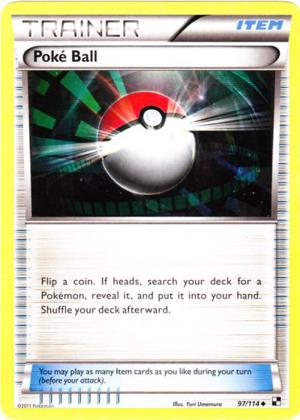 TRAINER ITEM
Poké Ball
Flip a coin. If heads, search your deck for a
Pokémon, reveal it, and put it into your hand.
Shuffle your deck afterward.
You may play as many Item cards as you like during your turn
(before your attack).
©2011 Pokémon Illus. Yuri Umemura 97/114